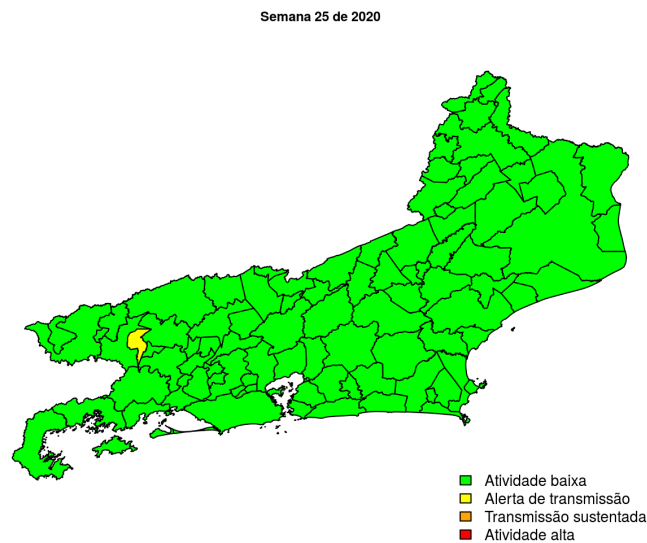 Semana 25 de 2020
Atividade baixa
Alerta de transmissão
Transmissão sustentada
Atividade alta